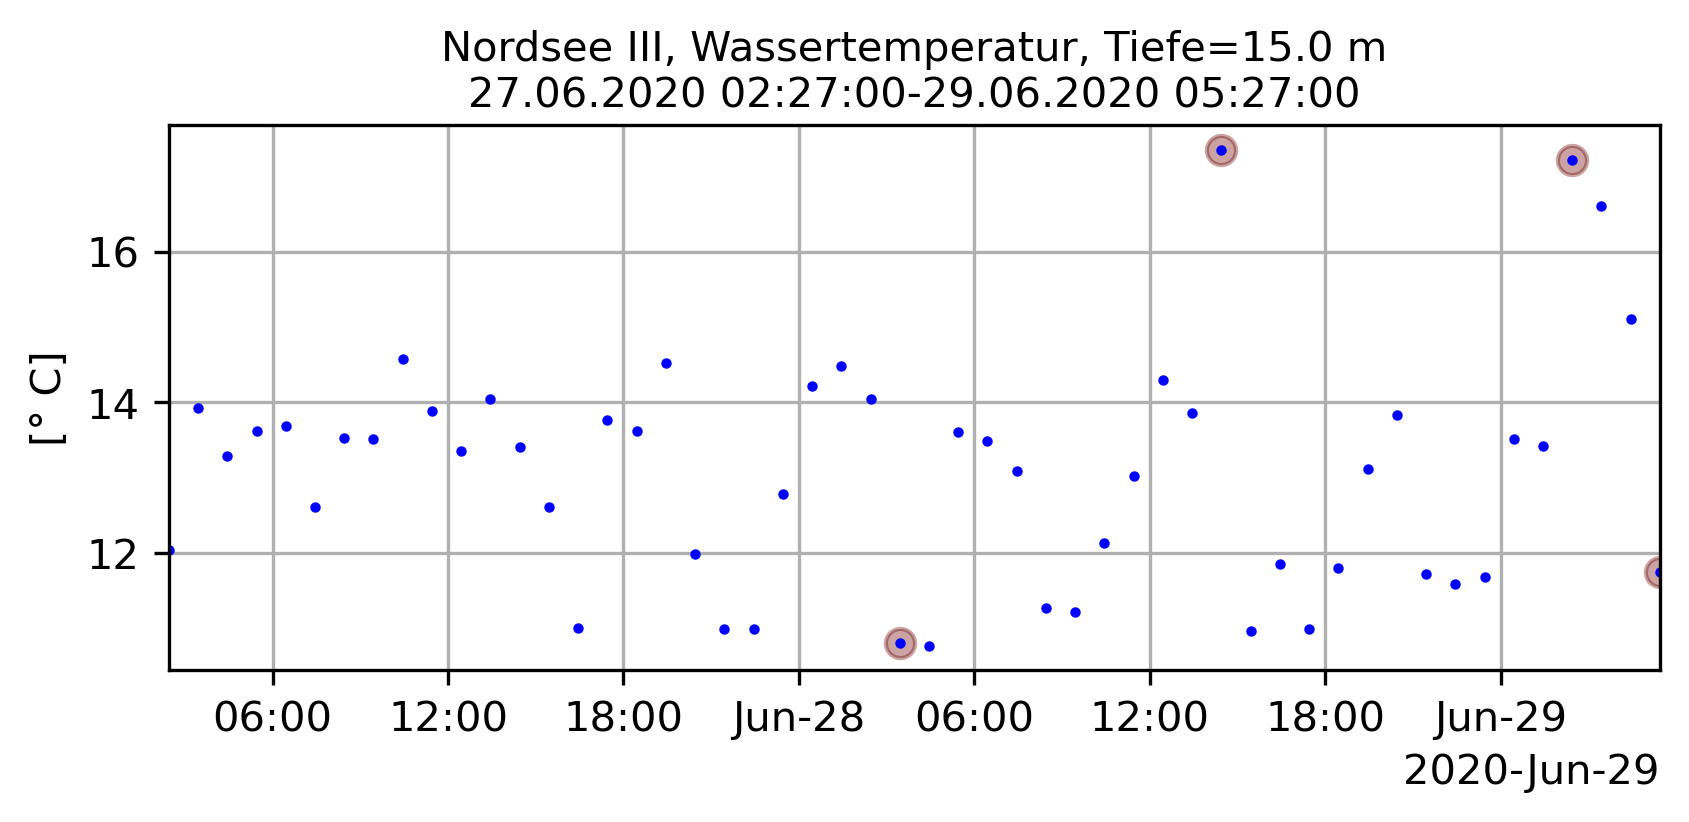 Nordsee III, Wassertemperatur, Tiefe=15.0 m
27.06.2020 02:27:00-29.06.2020 05:27:00
[° C]
16
14
12
06:00 12:00 18:00 Jun-28 06:00 12:00 18:00 Jun-29
2020-Jun-29